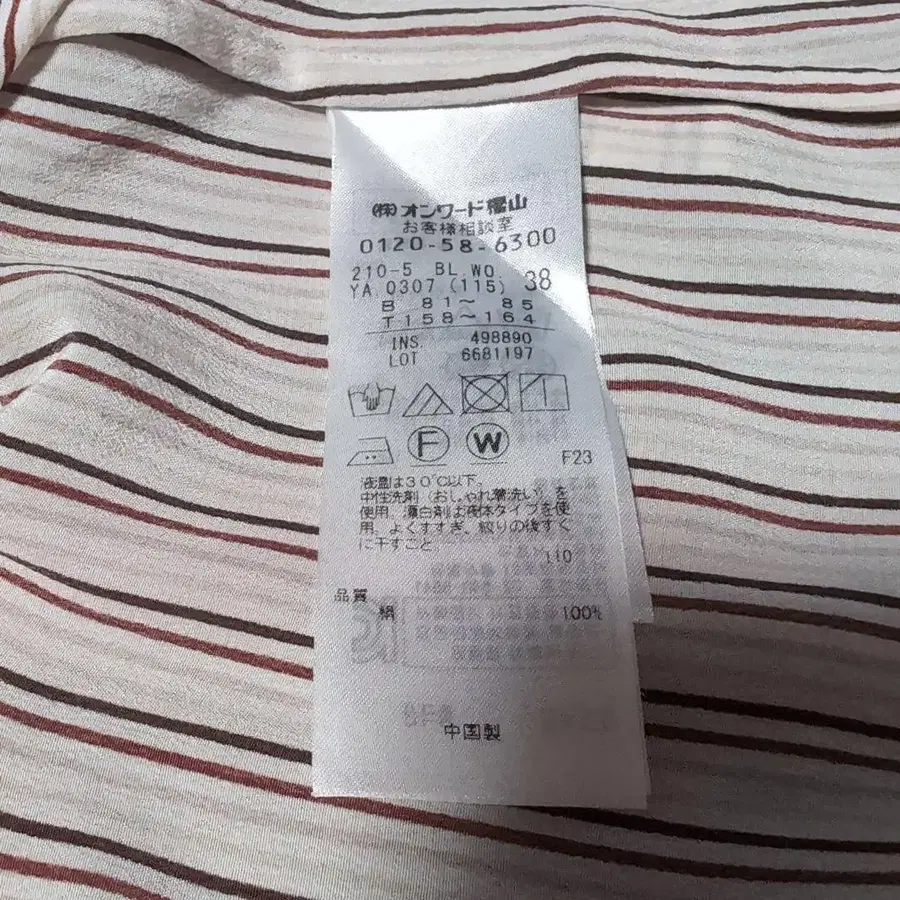 ㈱オンワード樫山
お客様相談室
0120-58-6300
210-5 BL.WO.
YA 0307 (115) 38
B 81～ 85
T158～164
INS. 498890
LOT 6681197
F W
F23
液温は30℃以下。
中性洗剤（おしゃれ着洗い）を
使用。漂白剤は液体タイプを使
用。よくすすぎ、絞りの後すぐ
に干すこと
110
品質
絹 100%
中国製